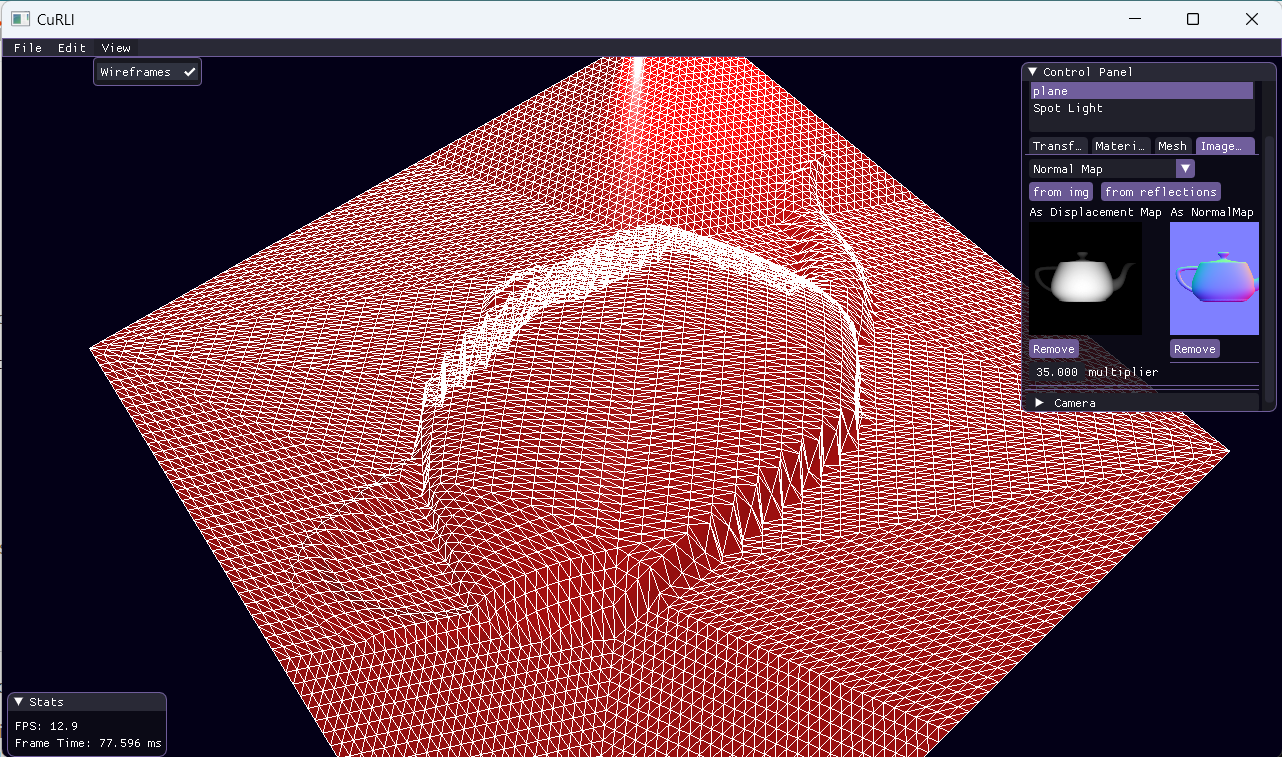 CuRLI
File Edit View
Wireframes
Control Panel
plane
Spot Light
Transf… Materi… Mesh Image…
Normal Map
from img from reflections
As Displacement Map As NormalMap
Remove Remove
35.000 multiplier
Camera
Stats
FPS: 12.9
Frame Time: 77.596 ms